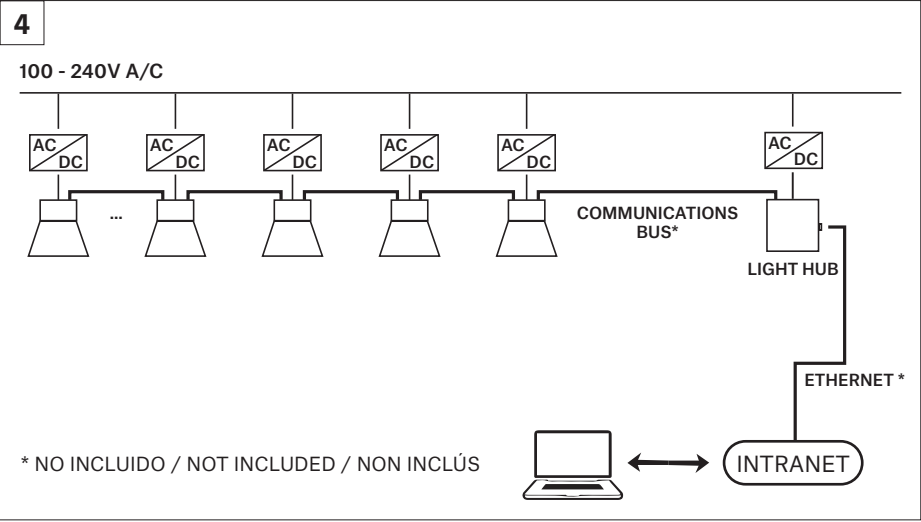 4
100 - 240V A/C
AC
DC
AC
DC
AC
DC
AC
DC
AC
DC
AC
DC
...
COMMUNICATIONS
BUS*
LIGHT HUB
ETHERNET *
* NO INCLUIDO / NOT INCLUDED / NON INCLÚS
INTRANET